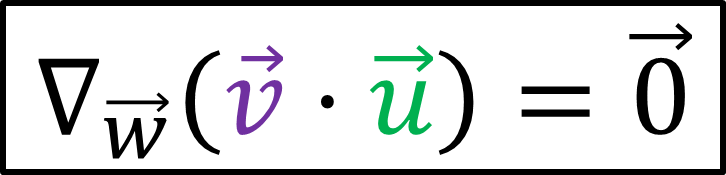 ∇_w⃗ (v⃗ · u⃗) = 0⃗